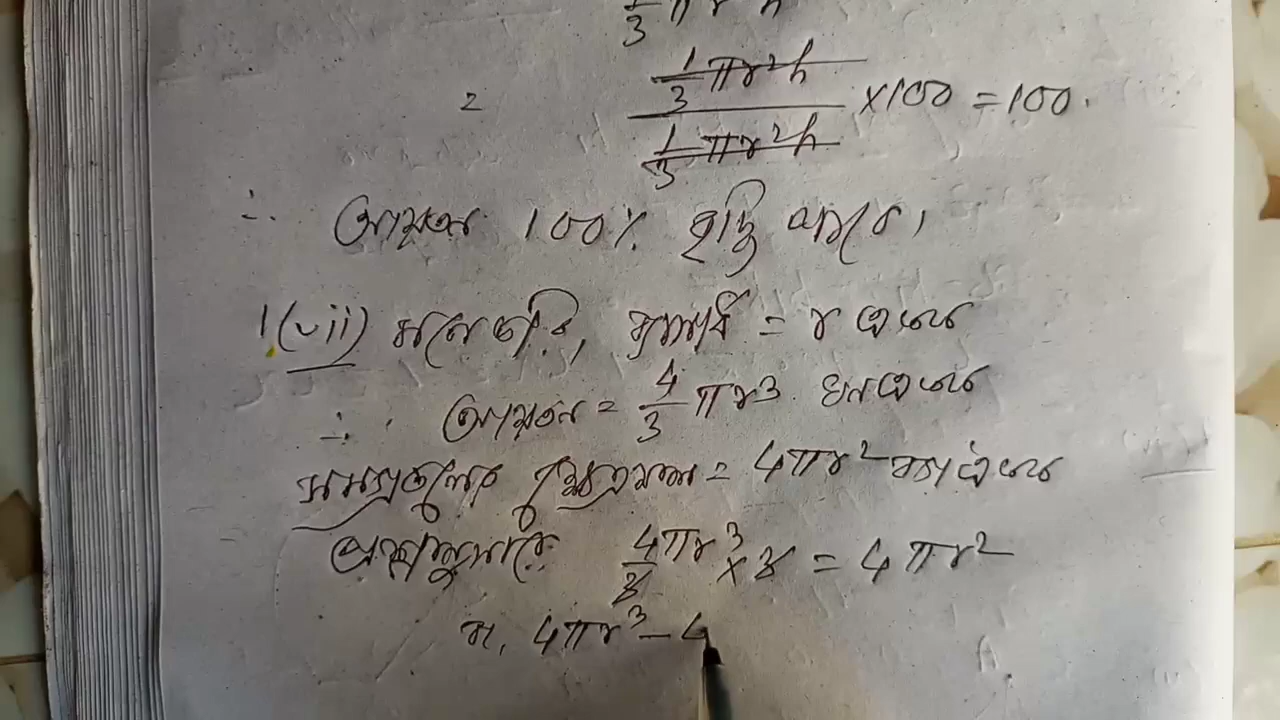 1/3 πr²h
= (1/3 πr²h)/(1/3 πr²h) × 100 = 100.
∴ আয়তন 100% বৃদ্ধি পাবে।
1(vii) মনেকরি, ব্যাসার্ধ = r একক
∴ আয়তন = 4/3 πr³ ঘনএকক
সমগ্রতলের ক্ষেত্রফল = 4πr² বর্গএকক
প্রশ্নানুসারে 4/3 πr³ × 3 = 4πr²
বা, 4πr³ – 4